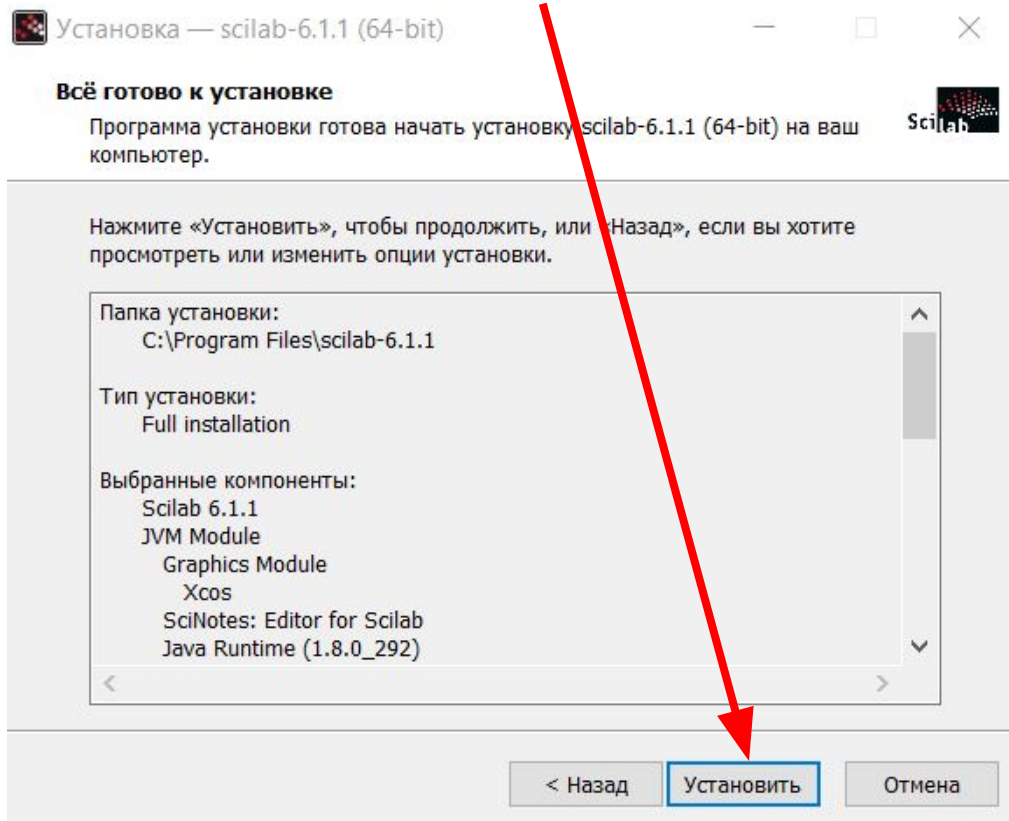 Установка — scilab-6.1.1 (64-bit)
Всё готово к установке
Программа установки готова начать установку scilab-6.1.1 (64-bit) на ваш
компьютер.
Scilab
Нажмите «Установить», чтобы продолжить, или «Назад», если вы хотите
просмотреть или изменить опции установки.
Папка установки:
C:\Program Files\scilab-6.1.1
Тип установки:
Full installation
Выбранные компоненты:
Scilab 6.1.1
JVM Module
Graphics Module
Xcos
SciNotes: Editor for Scilab
Java Runtime (1.8.0_292)
< Назад
Установить
Отмена